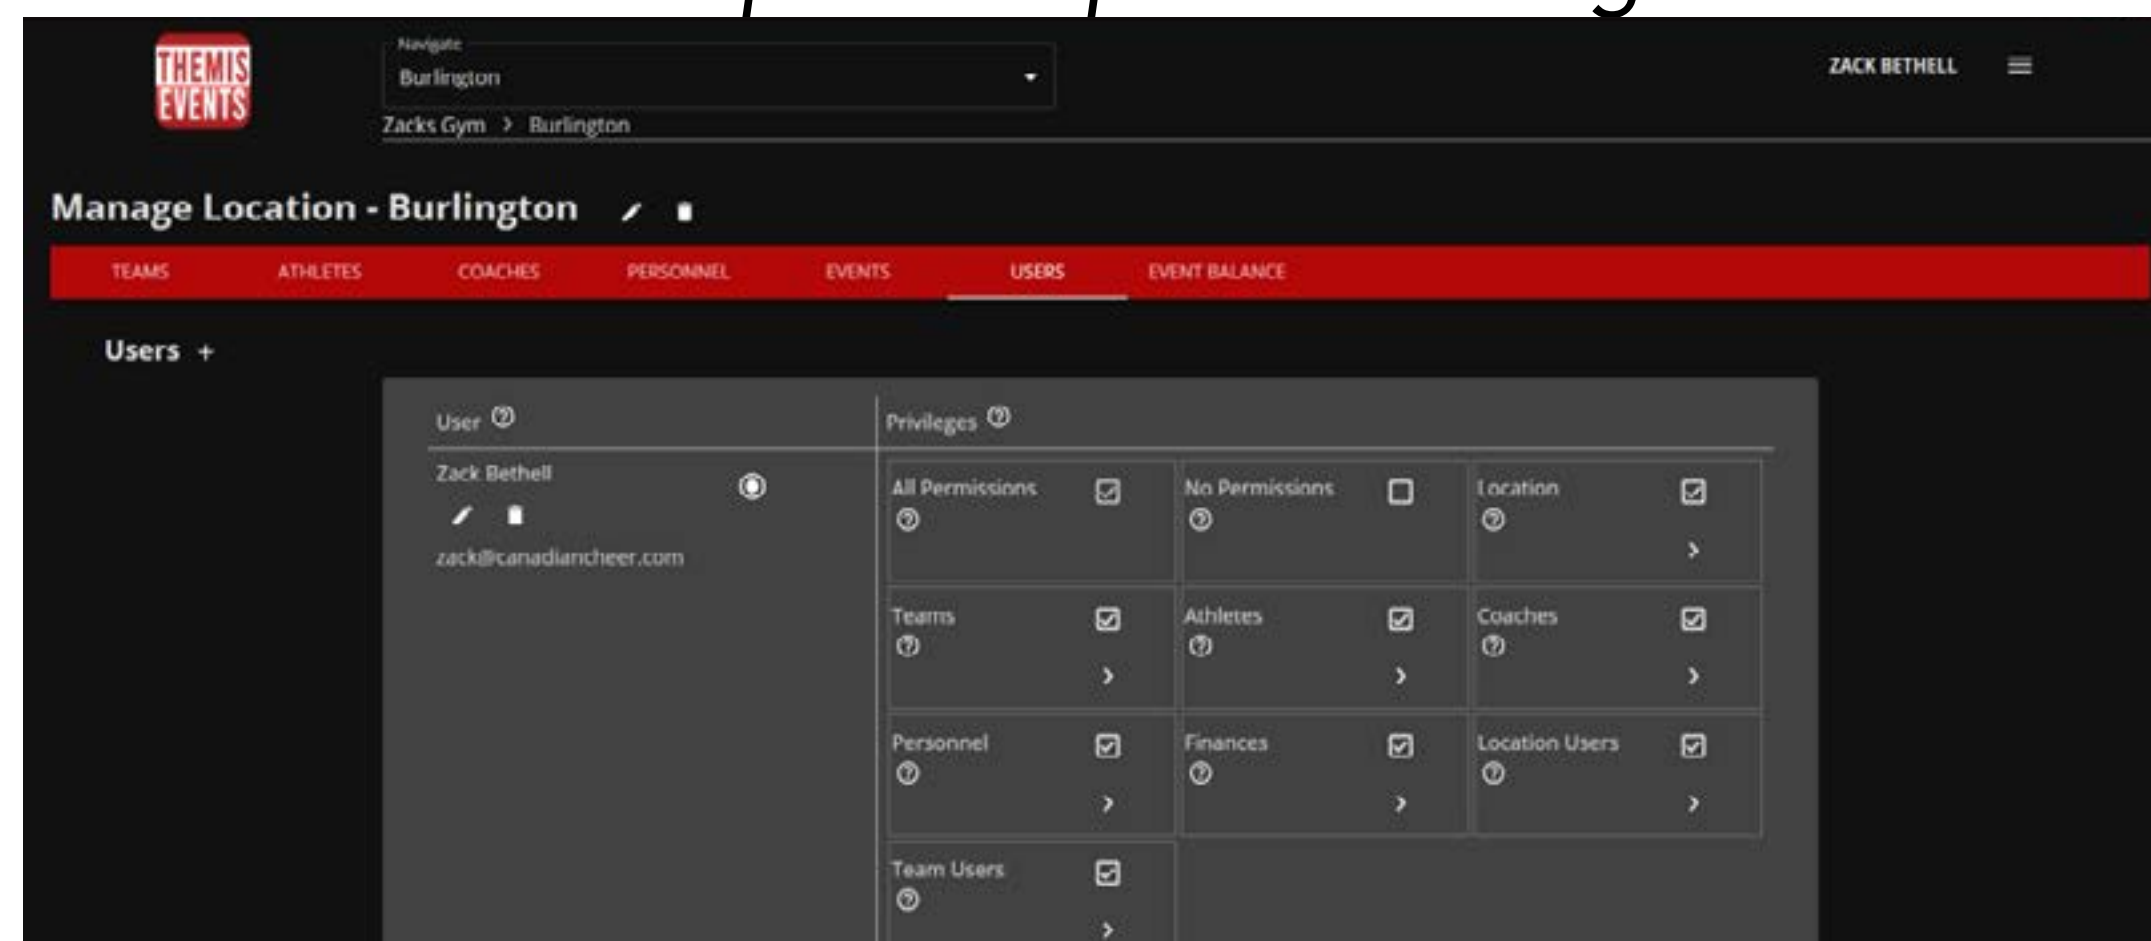 THEMIS
EVENTS
Navigate
Burlington
ZACK BETHELL
Zacks Gym > Burlington
Manage Location - Burlington
TEAMS ATHLETES COACHES PERSONNEL EVENTS USERS EVENT BALANCE
Users +
User Privileges
Zack Bethell
zack@canadiancheer.com
All Permissions No Permissions Location
Teams Athletes Coaches
Personnel Finances Location Users
Team Users